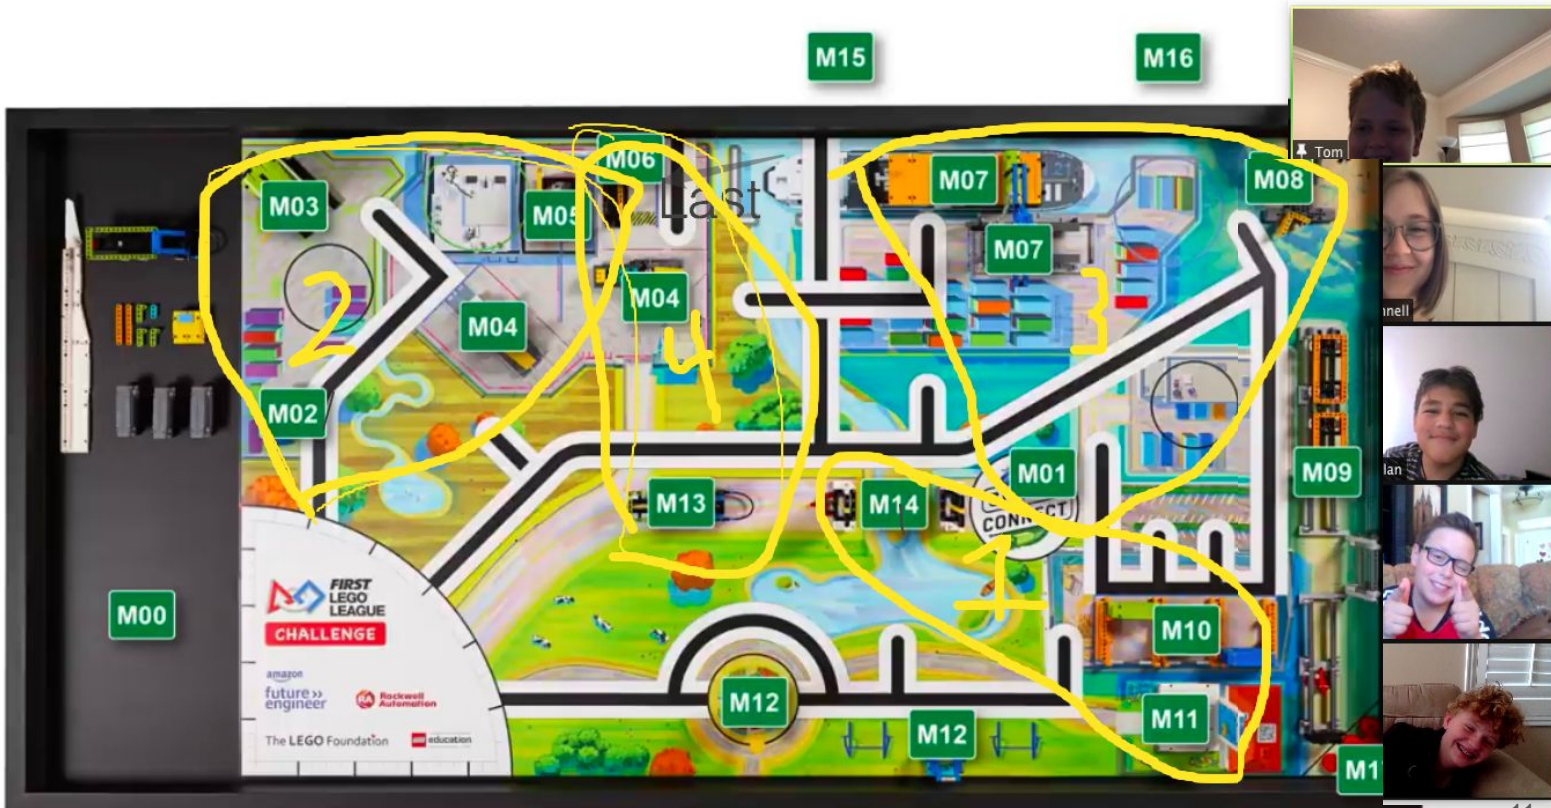 M15
M16
Tom
M06
M07
M08
M03
M05
Last
M07
M04
M04
2
3
4
M02
nnell
M01
M09
lan
M13
M14
CONNECT
1
FIRST
LEGO
LEAGUE
CHALLENGE
M00
M10
amazon
future >>
engineer
Rockwell
Automation
M12
M11
The LEGO Foundation
education
M12
M1